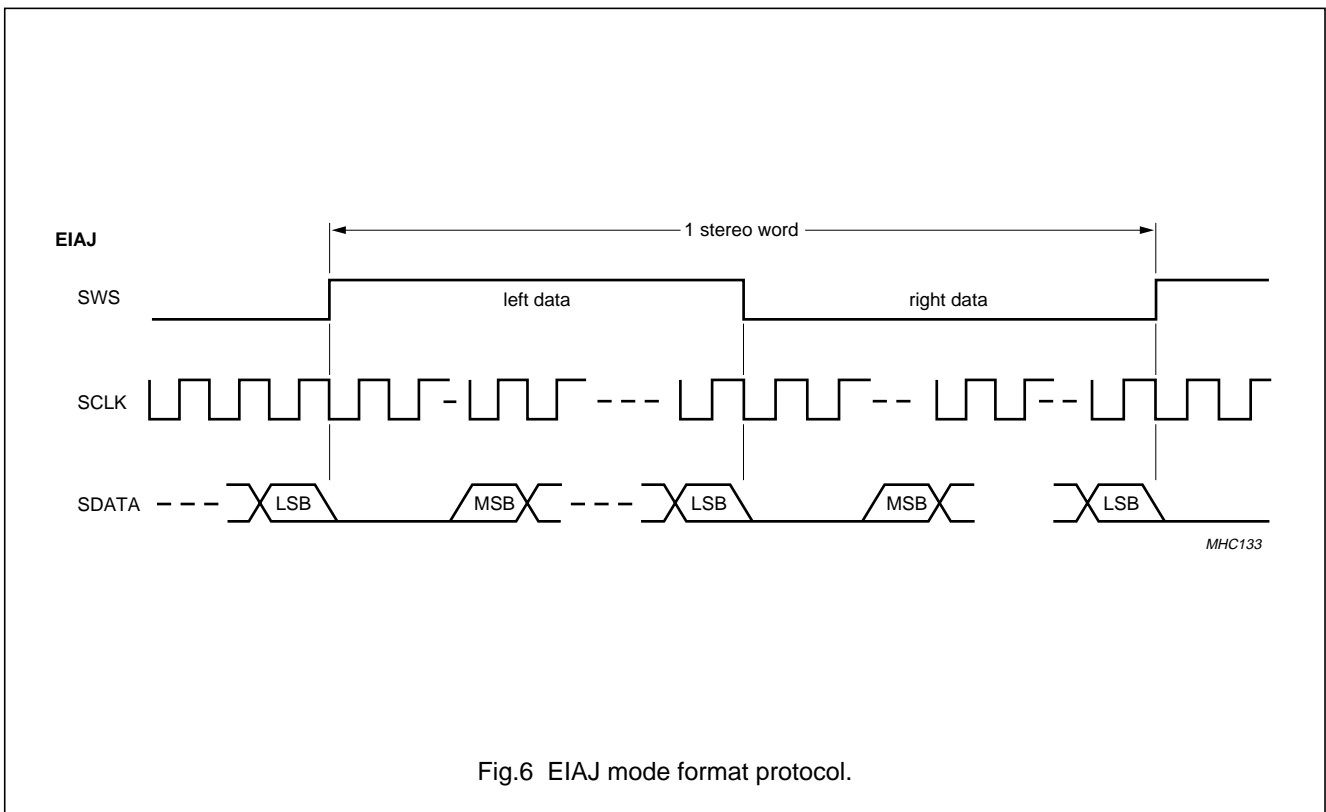 1 stereo word
EIAJ
SWS
left data
right data
SCLK
SDATA
LSB
MSB
LSB
MSB
LSB
MHC133
Fig.6 EIAJ mode format protocol.